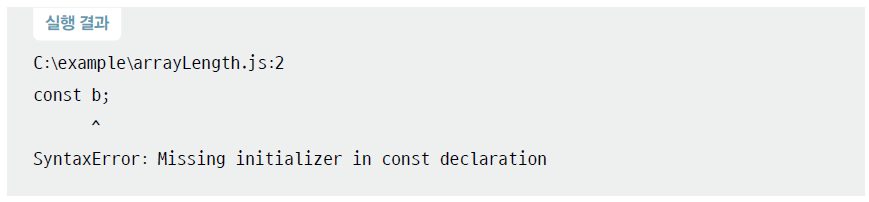 실행 결과
C:\example\arrayLength.js:2
const b;
^
SyntaxError: Missing initializer in const declaration